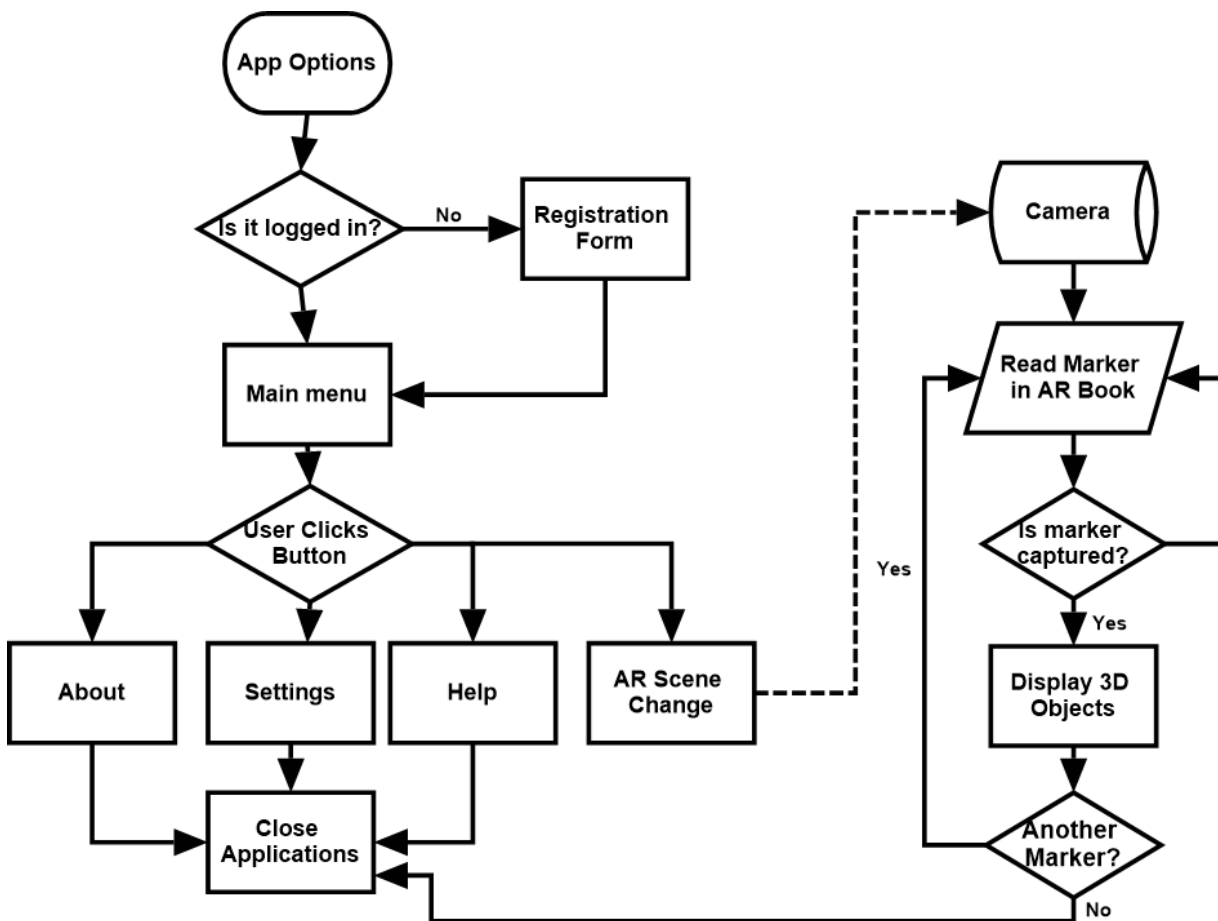 App Options
Is it logged in?
No
Registration
Form
Main menu
User Clicks
Button
About
Settings
Help
AR Scene
Change
Close
Applications
Camera
Read Marker
in AR Book
Is marker
captured?
Yes
Yes
Display 3D
Objects
Another
Marker?
No